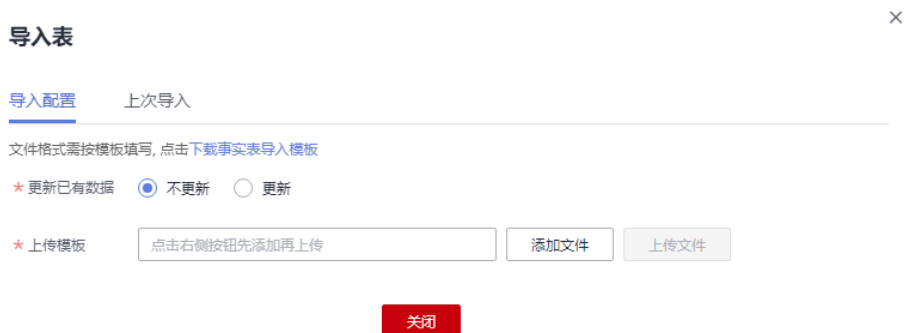 导入表
导入配置 上次导入
文件格式需按模板填写, 点击下载事实表导入模板
* 更新已有数据 不更新 更新
* 上传模板 点击右侧按钮先添加再上传 添加文件 上传文件
关闭